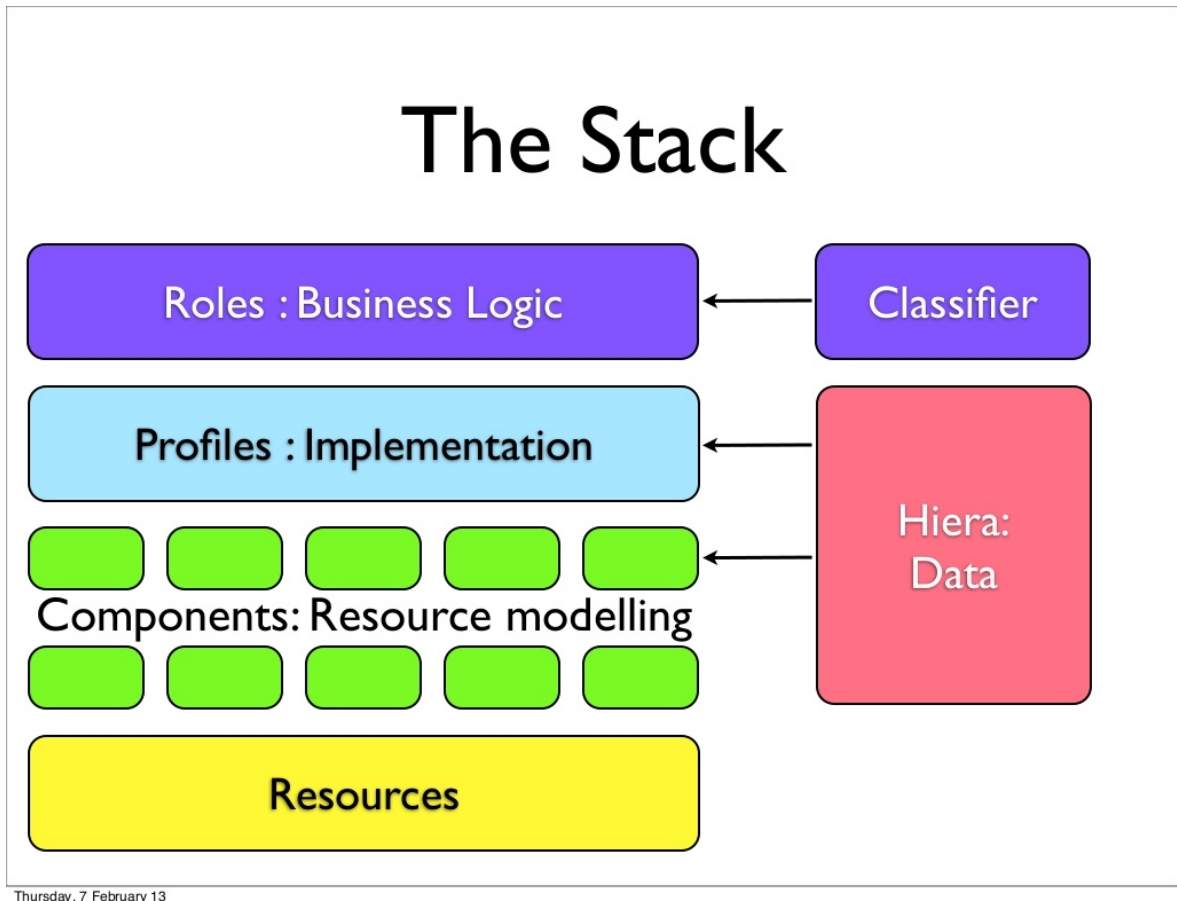 The Stack
Roles : Business Logic
Classifier
Profiles : Implementation
Hiera:
Data
Components: Resource modelling
Resources
Thursday, 7 February 13